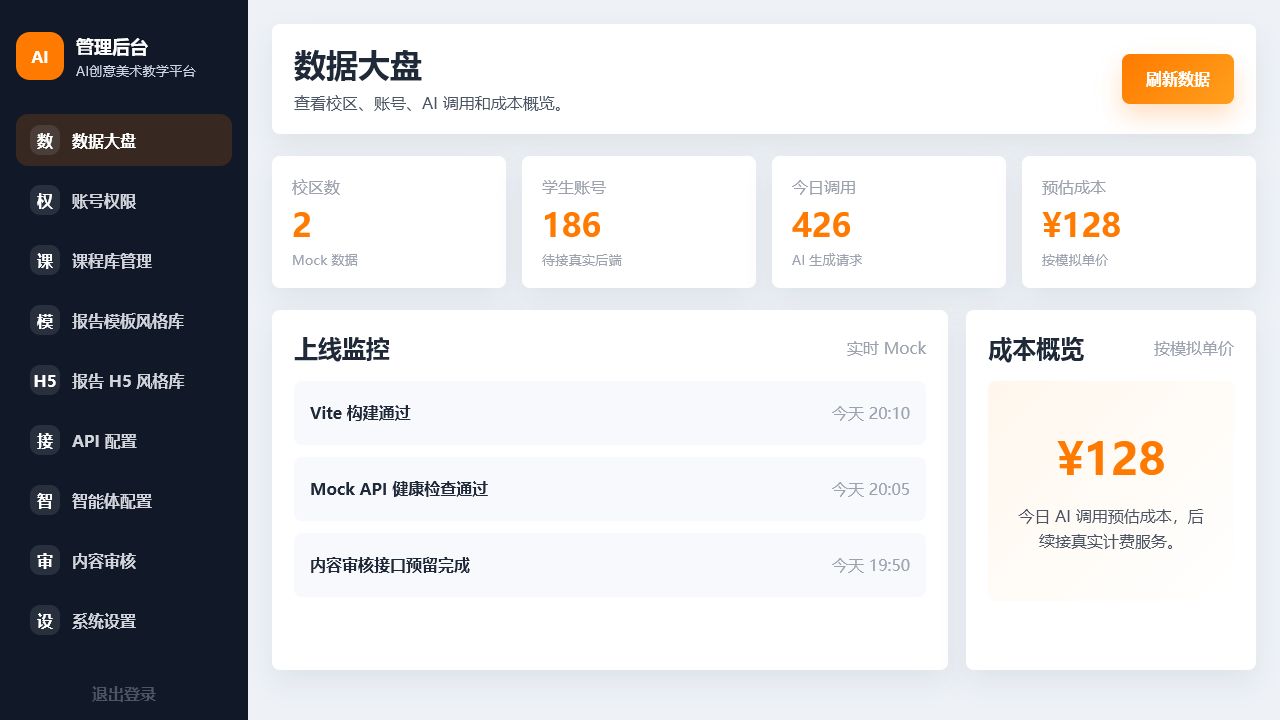 AI
管理后台
AI创意美术教学平台
数 数据大盘
权 账号权限
课 课程库管理
模 报告模板风格库
H5 报告 H5 风格库
接 API 配置
智 智能体配置
审 内容审核
设 系统设置
退出登录
数据大盘
查看校区、账号、AI 调用和成本概览。
刷新数据
校区数
2
Mock 数据
学生账号
186
待接真实后端
今日调用
426
AI 生成请求
预估成本
¥128
按模拟单价
上线监控 实时 Mock
Vite 构建通过 今天 20:10
Mock API 健康检查通过 今天 20:05
内容审核接口预留完成 今天 19:50
成本概览 按模拟单价
¥128
今日 AI 调用预估成本，后
续接真实计费服务。